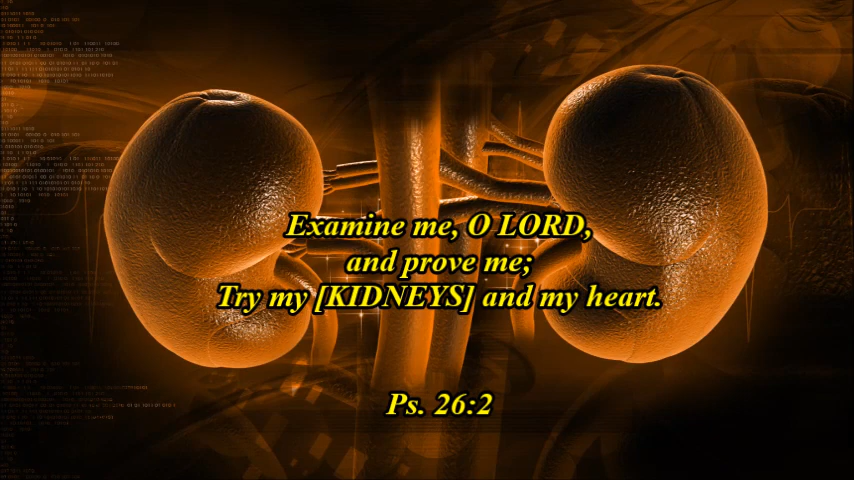 Examine me, O LORD,
and prove me;
Try my [KIDNEYS] and my heart.
Ps. 26:2